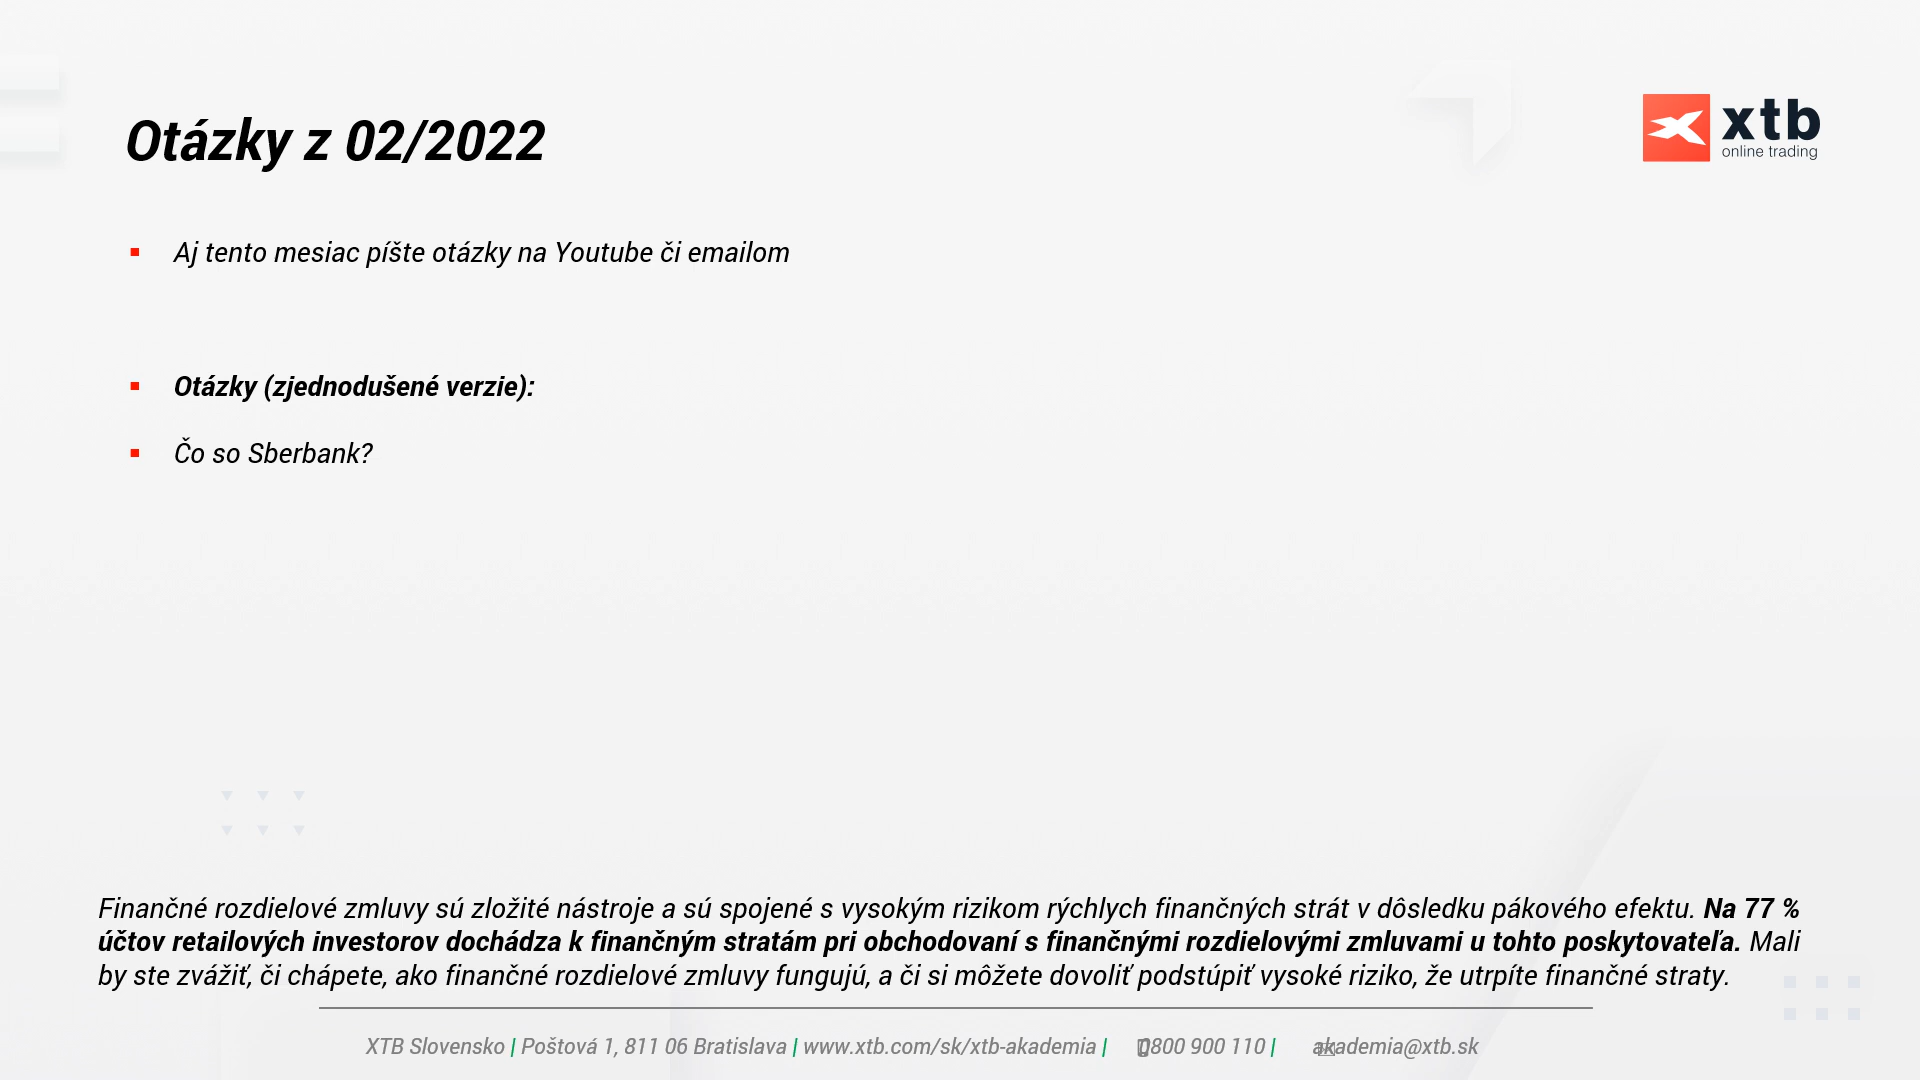 Otázky z 02/2022
xtb
online trading
Aj tento mesiac píšte otázky na Youtube či emailom
Otázky (zjednodušené verzie):
Čo so Sberbank?
Finančné rozdielové zmluvy sú zložité nástroje a sú spojené s vysokým rizikom rýchlych finančných strát v dôsledku pákového efektu. Na 77 %
účtov retailových investorov dochádza k finančným stratám pri obchodovaní s finančnými rozdielovými zmluvami u tohto poskytovateľa. Mali
by ste zvážiť, či chápete, ako finančné rozdielové zmluvy fungujú, a či si môžete dovoliť podstúpiť vysoké riziko, že utrpíte finančné straty.
XTB Slovensko | Poštová 1, 811 06 Bratislava | www.xtb.com/sk/xtb-akademia | 0800 900 110 | akademia@xtb.sk